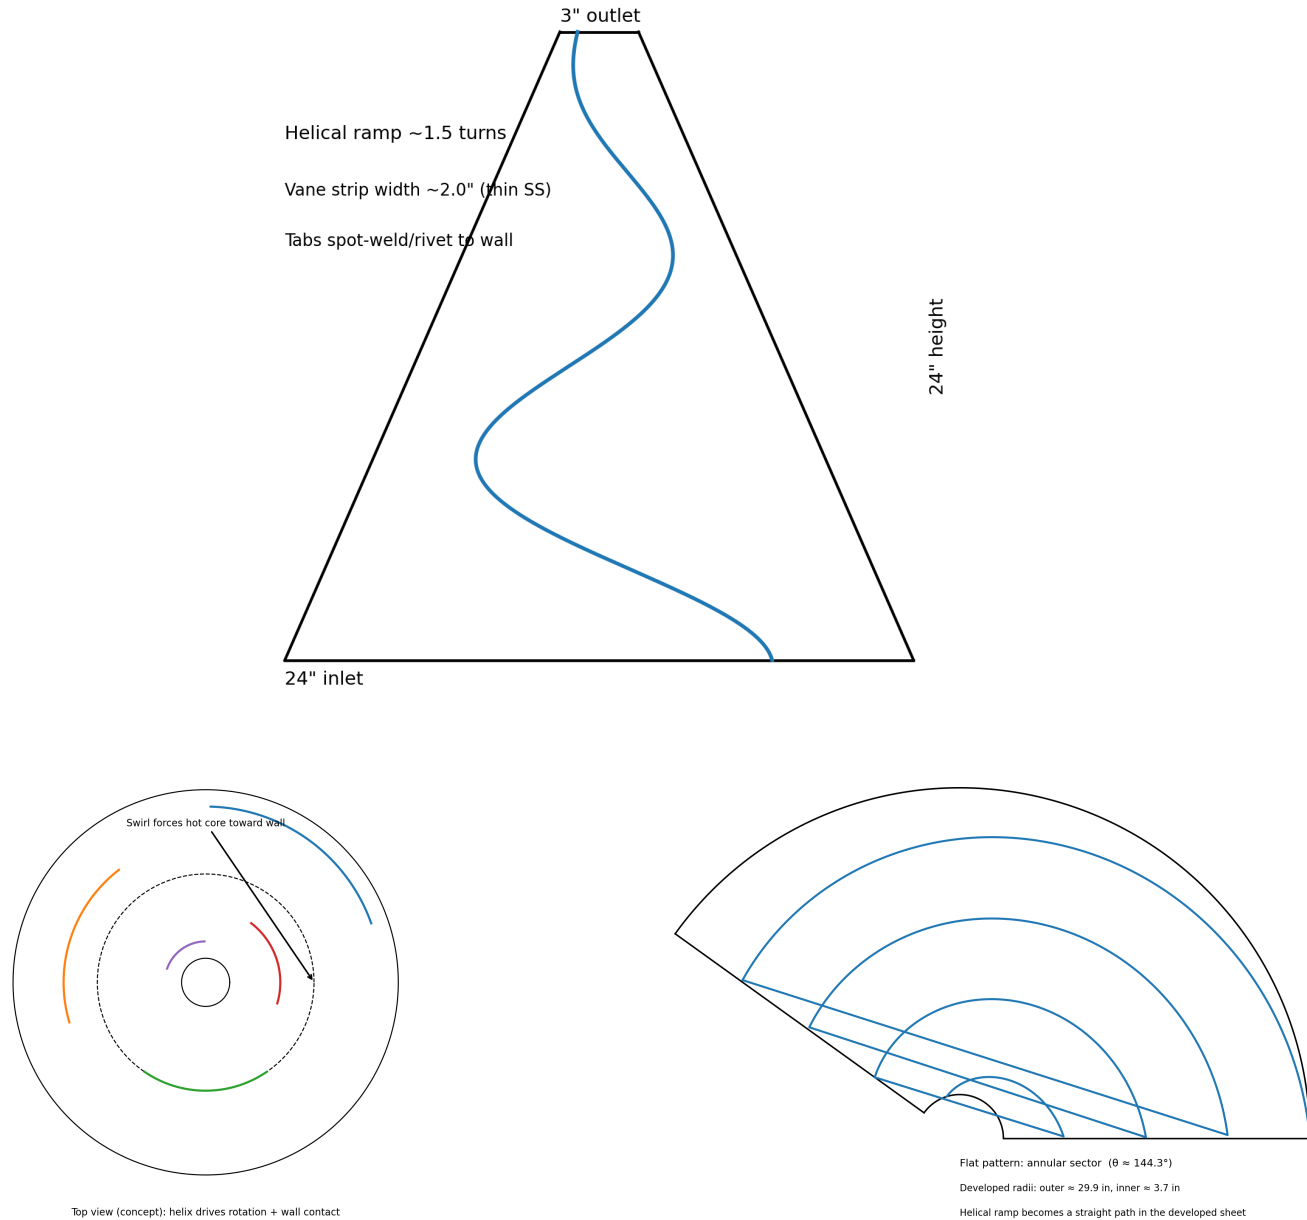 3" outlet
Helical ramp ~1.5 turns
Vane strip width ~2.0" (thin SS)
Tabs spot-weld/rivet to wall
24" height
24" inlet
Swirl forces hot core toward wall
Top view (concept): helix drives rotation + wall contact
Flat pattern: annular sector (θ ≈ 144.3°)
Developed radii: outer ≈ 29.9 in, inner ≈ 3.7 in
Helical ramp becomes a straight path in the developed sheet